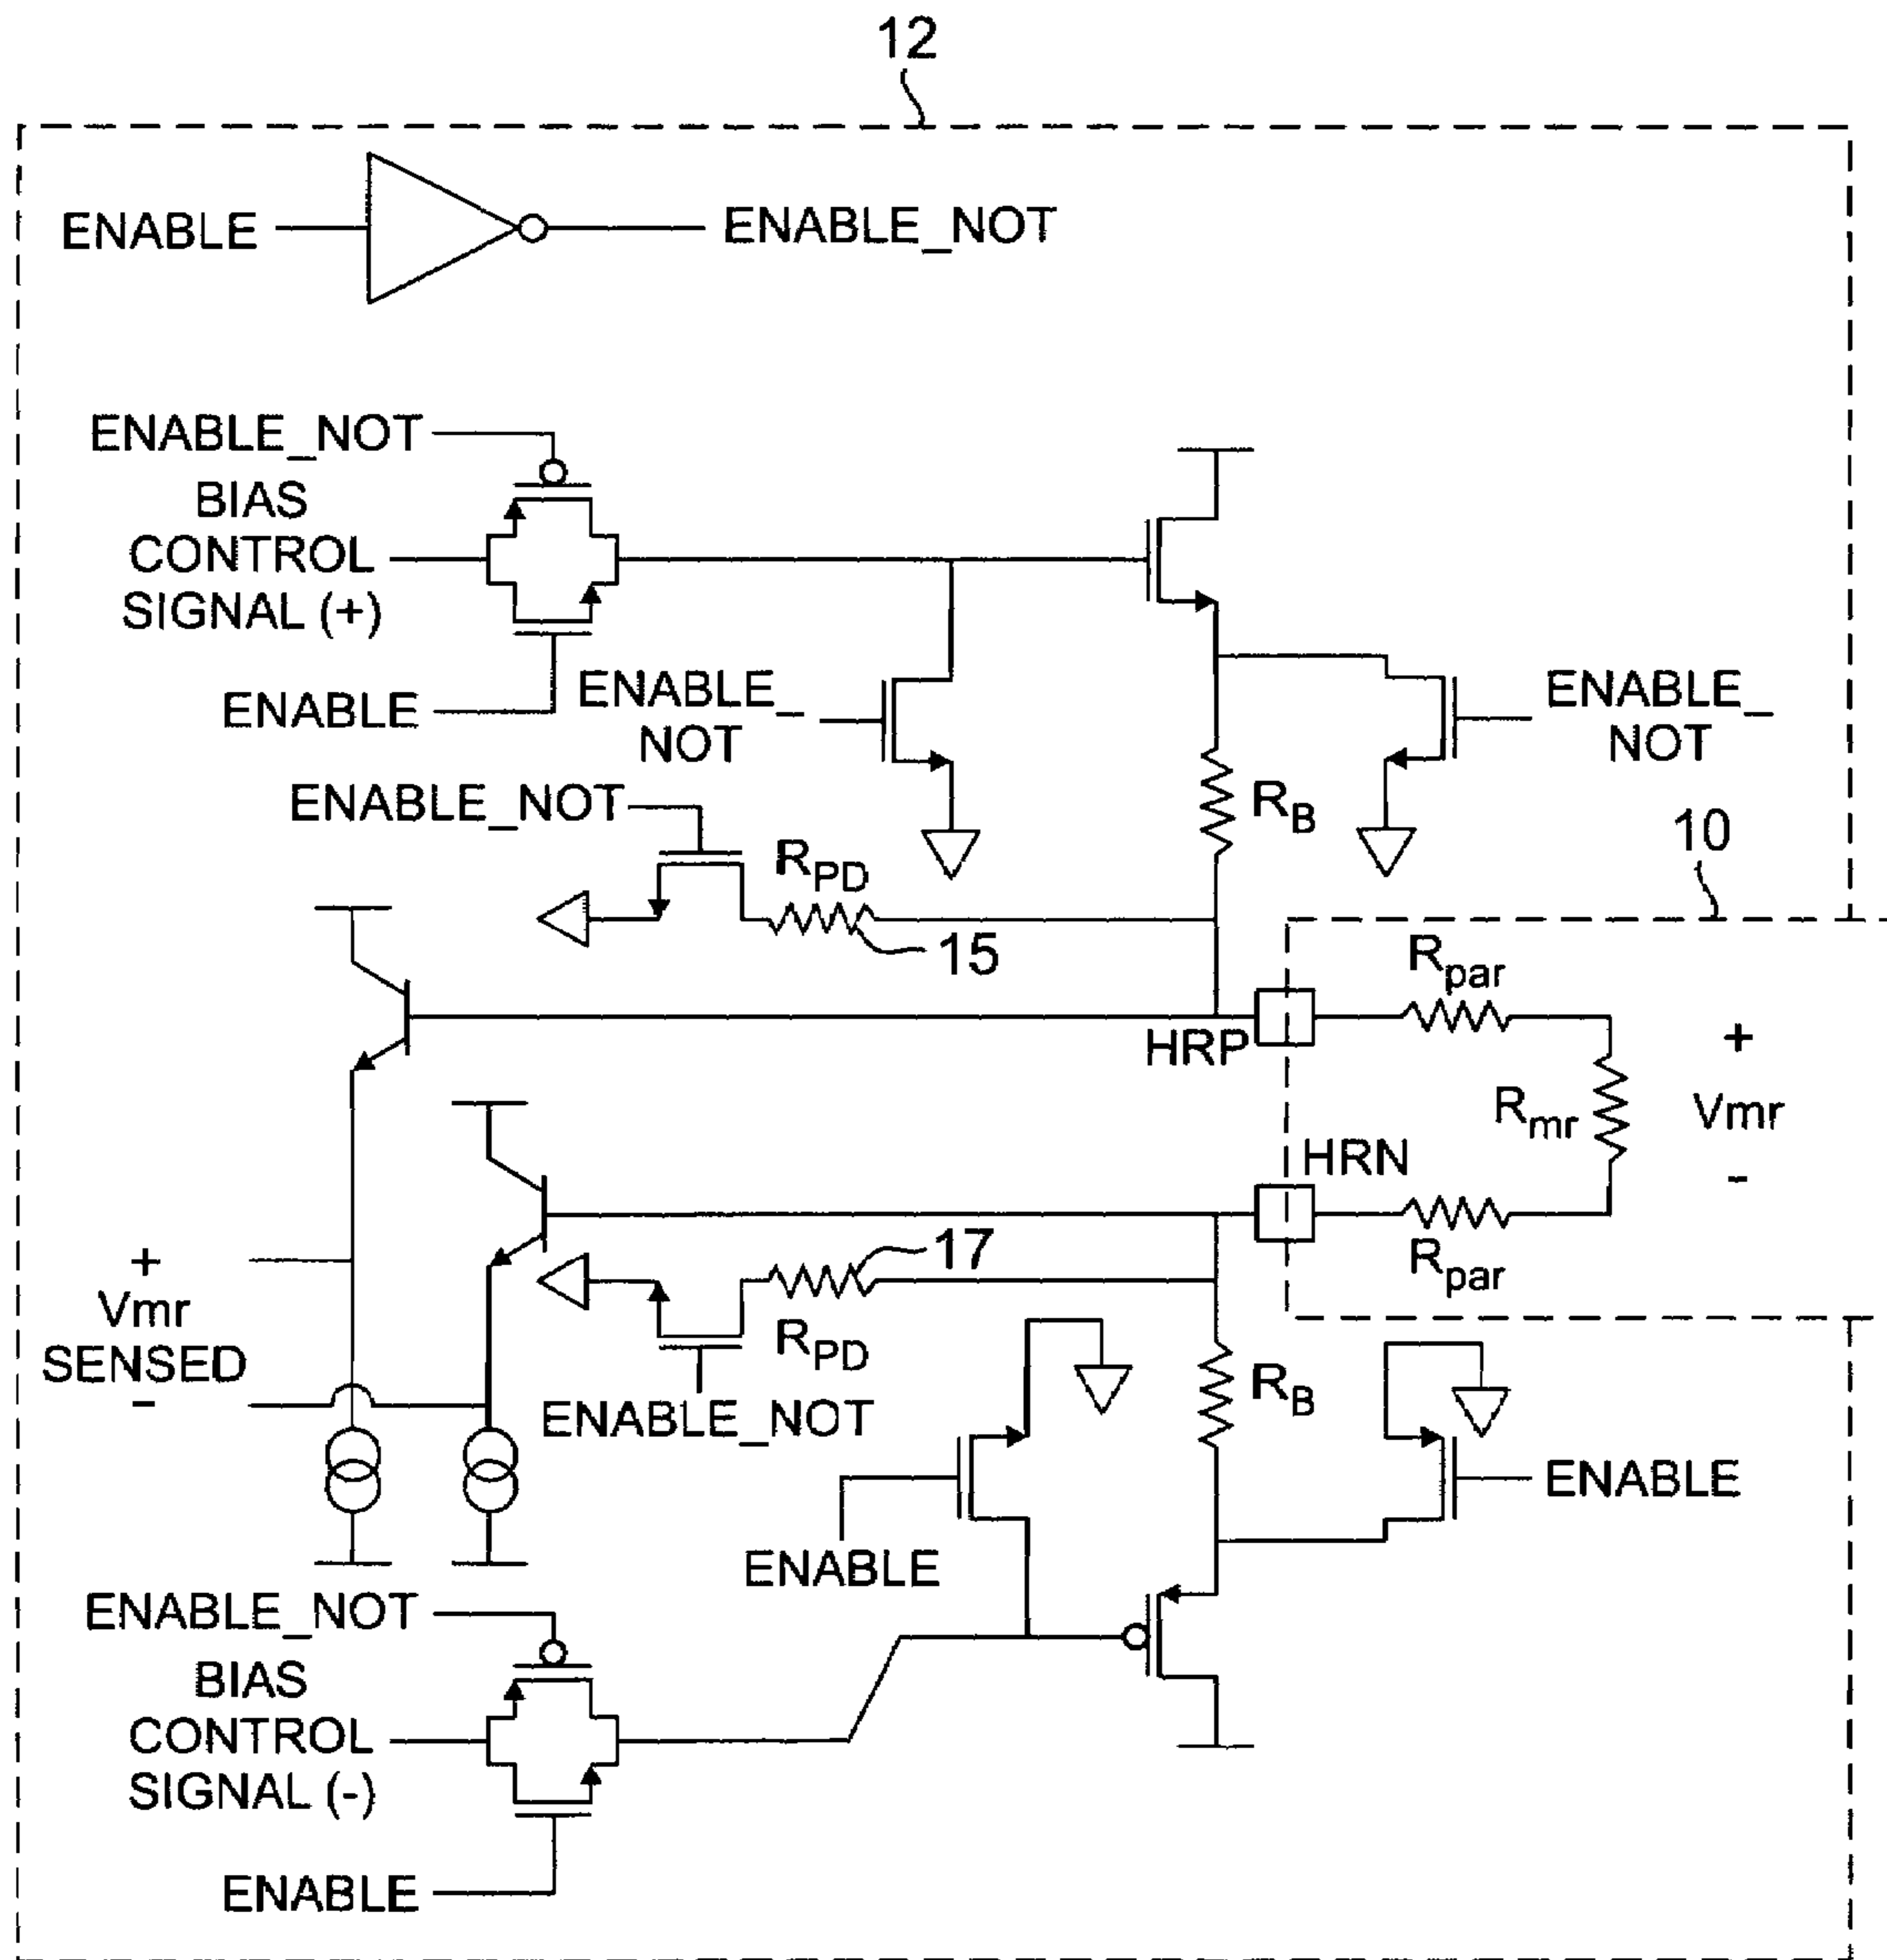 12
ENABLE
ENABLE_NOT
ENABLE_NOT
BIAS
CONTROL
SIGNAL (+)
ENABLE
ENABLE_
NOT
ENABLE_
NOT
ENABLE_NOT
RPD
15
RB
10
Rpar
HRP
+
Rmr
Vmr
-
HRN
Rpar
17
+
Vmr
SENSED
-
RPD
ENABLE_NOT
RB
ENABLE
ENABLE
ENABLE_NOT
BIAS
CONTROL
SIGNAL (-)
ENABLE